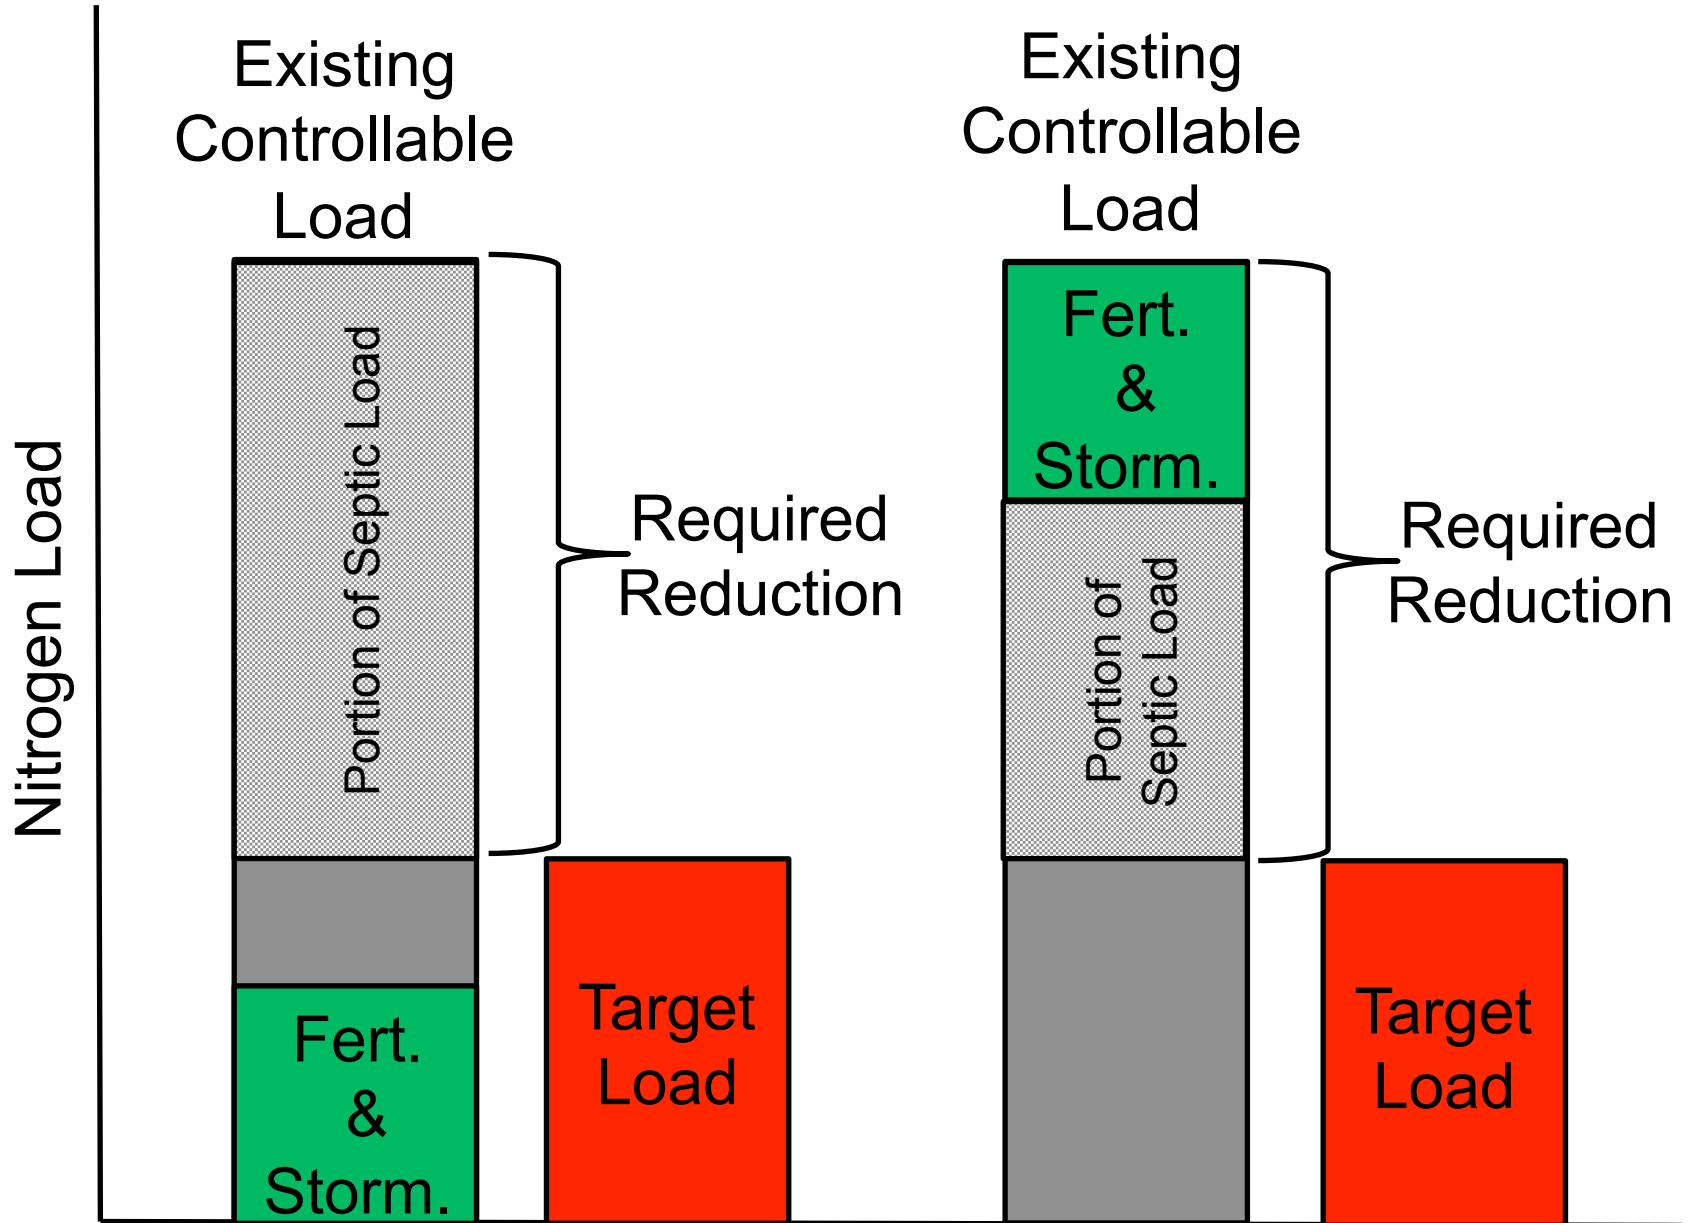 Nitrogen Load
Existing
Controllable
Load
Portion of Septic Load
Fert.
&
Storm.
Required
Reduction
Target
Load
Existing
Controllable
Load
Fert.
&
Storm.
Portion of
Septic Load
Required
Reduction
Target
Load